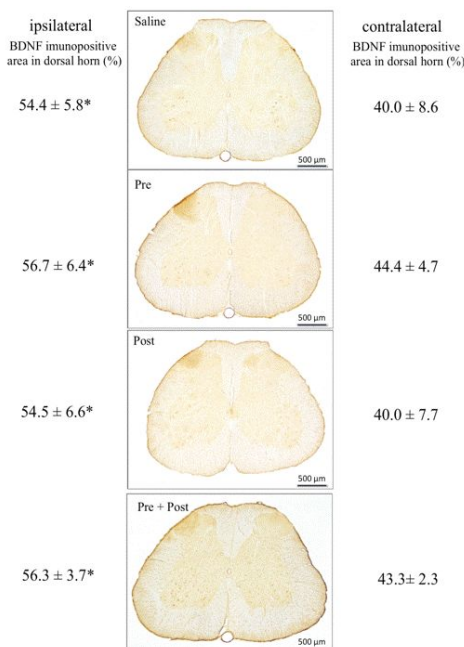 ipsilateral
BDNF imunopositive
area in dorsal horn (%)
Saline
contralateral
BDNF imunopositive
area in dorsal horn (%)
54.4 ± 5.8*
40.0 ± 8.6
500 µm
Pre
56.7 ± 6.4*
44.4 ± 4.7
500 µm
Post
54.5 ± 6.6*
40.0 ± 7.7
500 µm
Pre + Post
56.3 ± 3.7*
43.3± 2.3
500 µm